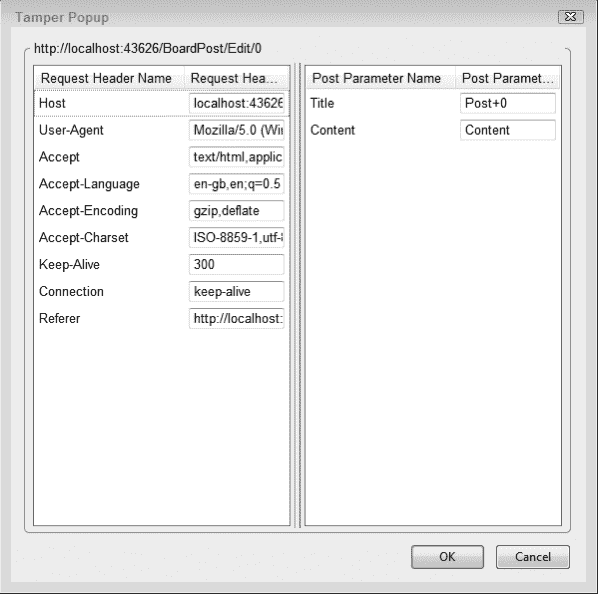 Tamper Popup
http://localhost:43626/BoardPost/Edit/0
Request Header Name Request Hea...
Host localhost:43626
User-Agent Mozilla/5.0 (Wi
Accept text/html,applic
Accept-Language en-gb,en;q=0.5
Accept-Encoding gzip,deflate
Accept-Charset ISO-8859-1,utf-8
Keep-Alive 300
Connection keep-alive
Referer http://localhost:
Post Parameter Name Post Paramet...
Title Post+0
Content Content
OK Cancel